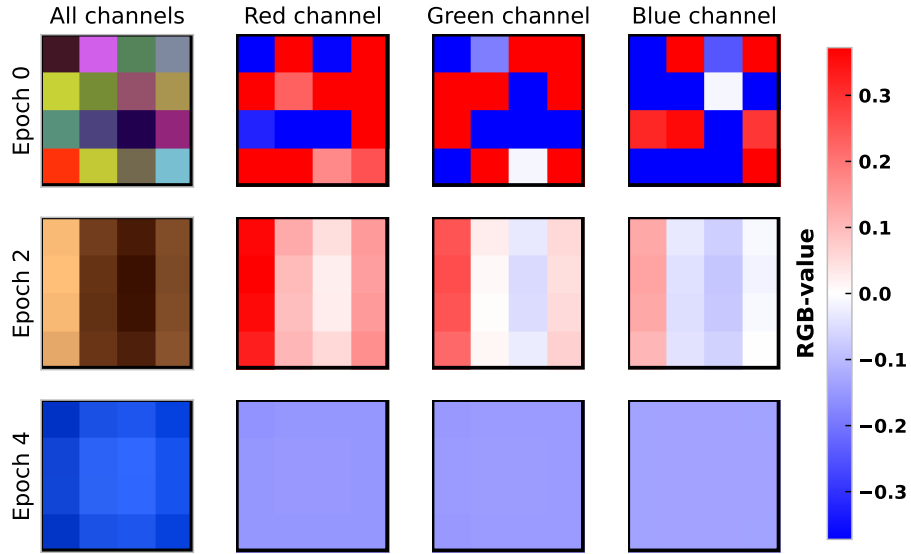 All channels
Red channel
Green channel
Blue channel
Epoch 0
Epoch 2
Epoch 4
0.3
0.2
0.1
0.0
−0.1
−0.2
−0.3
RGB-value